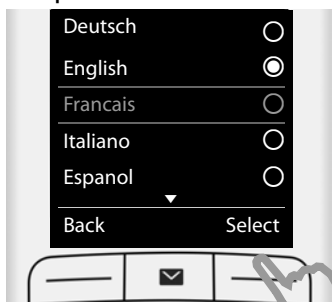 Deutsch
English
Francais
Italiano
Espanol
Back Select